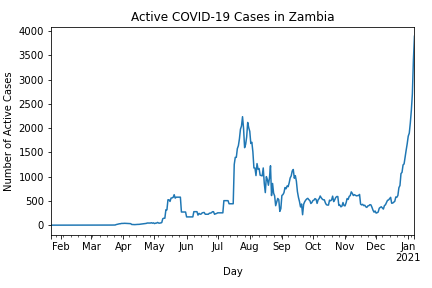 Active COVID-19 Cases in Zambia
Number of Active Cases
4000
3500
3000
2500
2000
1500
1000
500
0
Feb Mar Apr May Jun Jul Aug Sep Oct Nov Dec Jan
2021
Day